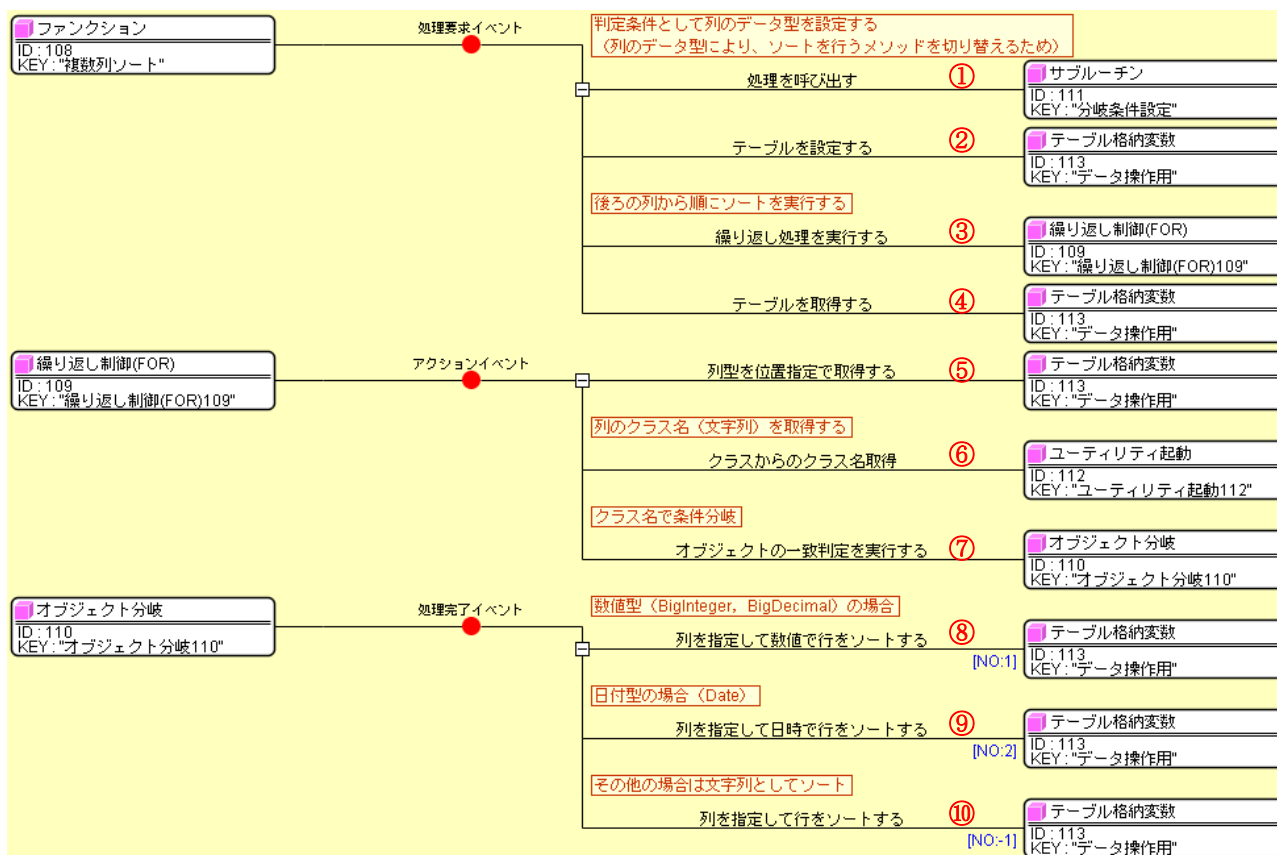 ファンクション
ID : 108
KEY : "複数列ソート"
処理要求イベント
判定条件として列のデータ型を設定する
(列のデータ型により、ソートを行うメソッドを切り替えるため)
処理を呼び出す
①
サブルーチン
ID : 111
KEY : "分岐条件設定"
テーブルを設定する
②
テーブル格納変数
ID : 113
KEY : "データ操作用"
後ろの列から順にソートを実行する
繰り返し処理を実行する
③
繰り返し制御(FOR)
ID : 109
KEY : "繰り返し制御(FOR)109"
テーブルを取得する
④
テーブル格納変数
ID : 113
KEY : "データ操作用"
繰り返し制御(FOR)
ID : 109
KEY : "繰り返し制御(FOR)109"
アクションイベント
列型を位置指定で取得する
⑤
テーブル格納変数
ID : 113
KEY : "データ操作用"
列のクラス名(文字列)を取得する
クラスからのクラス名取得
⑥
ユーティリティ起動
ID : 112
KEY : "ユーティリティ起動112"
クラス名で条件分岐
オブジェクトの一致判定を実行する
⑦
オブジェクト分岐
ID : 110
KEY : "オブジェクト分岐110"
オブジェクト分岐
ID : 110
KEY : "オブジェクト分岐110"
処理完了イベント
数値型(BigInteger, BigDecimal)の場合
列を指定して数値で行をソートする
⑧
[NO:1]
テーブル格納変数
ID : 113
KEY : "データ操作用"
日付型の場合(Date)
列を指定して日時で行をソートする
⑨
[NO:2]
テーブル格納変数
ID : 113
KEY : "データ操作用"
その他の場合は文字列としてソート
列を指定して行をソートする
⑩
[NO:-1]
テーブル格納変数
ID : 113
KEY : "データ操作用"